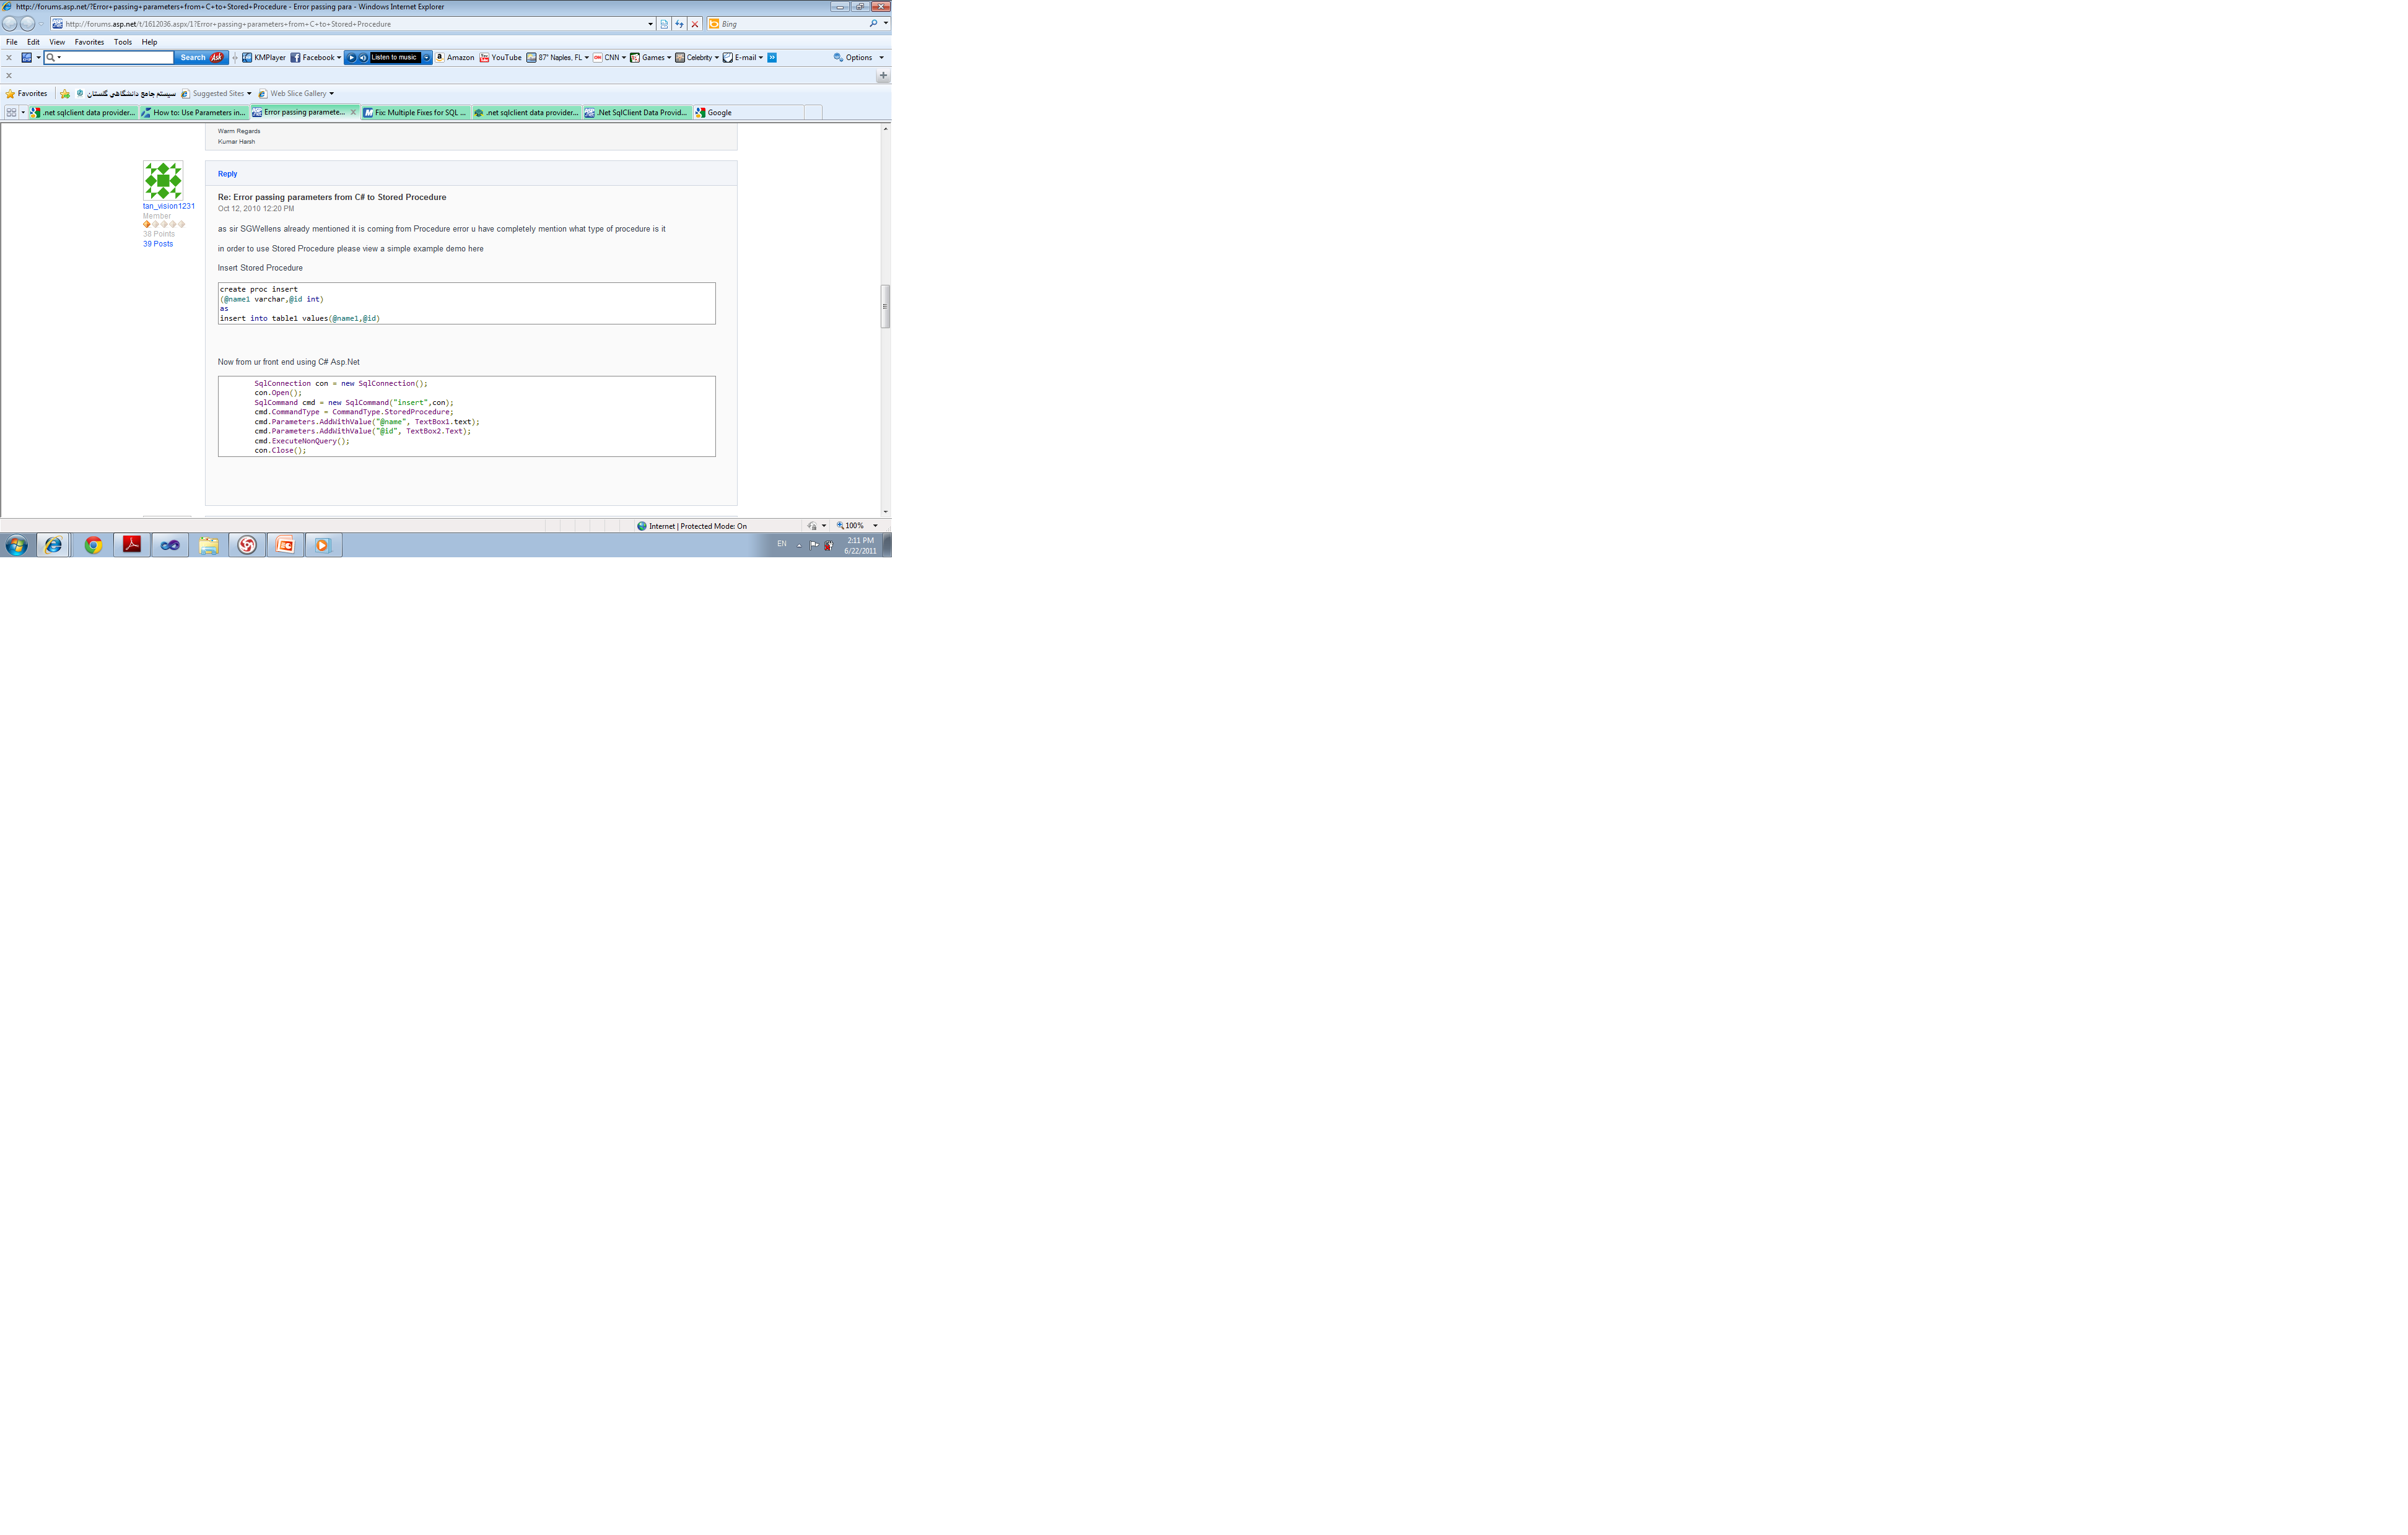 http://forums.asp.net/?Error+passing+parameters+from+C+to+Stored+Procedure - Error passing para - Windows Internet Explorer
http://forums.asp.net/t/1612036.aspx/1?Error+passing+parameters+from+C+to+Stored+Procedure
Bing
File Edit View Favorites Tools Help
Search Ask KMPlayer Facebook Listen to music Amazon YouTube 87° Naples, FL CNN Games Celebrity E-mail Options
Favorites سیستم جامع دانشگاهی گلستان Suggested Sites Web Slice Gallery
.net sqlclient data provider... How to: Use Parameters in... Error passing paramete... Fix: Multiple Fixes for SQL ... .net sqlclient data provider... .Net SqlClient Data Provid... Google
Warm Regards
Kumar Harsh
Reply
tan_vision1231
Member
38 Points
39 Posts
Re: Error passing parameters from C# to Stored Procedure
Oct 12, 2010 12:20 PM
as sir SGWellens already mentioned it is coming from Procedure error u have completely mention what type of procedure is it
in order to use Stored Procedure please view a simple example demo here
Insert Stored Procedure
create proc insert
(@name1 varchar,@id int)
as
insert into table1 values(@name1,@id)
Now from ur front end using C# Asp.Net
SqlConnection con = new SqlConnection();
con.Open();
SqlCommand cmd = new SqlCommand("insert",con);
cmd.CommandType = CommandType.StoredProcedure;
cmd.Parameters.AddWithValue("@name", TextBox1.text);
cmd.Parameters.AddWithValue("@id", TextBox2.Text);
cmd.ExecuteNonQuery();
con.Close();
Internet | Protected Mode: On
100%
EN
2:11 PM
6/22/2011